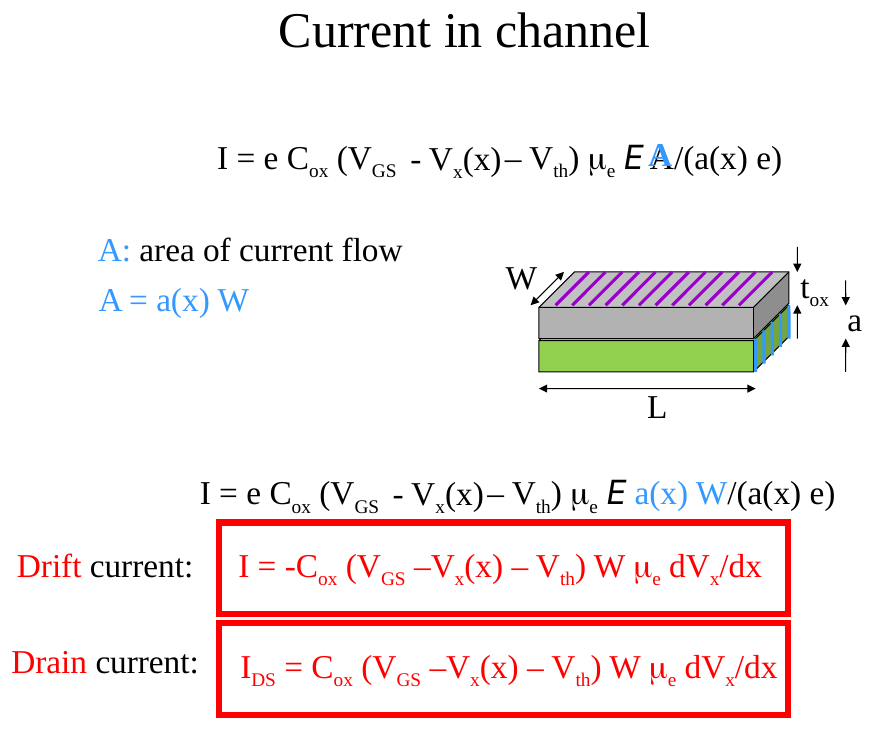 Current in channel
I = e Cox (VGS - Vx(x) – Vth) μe E A/(a(x) e)
A: area of current flow
A = a(x) W
W
tox
a
L
I = e Cox (VGS - Vx(x) – Vth) μe E a(x) W/(a(x) e)
Drift current: I = -Cox (VGS –Vx(x) – Vth) W μe dVx/dx
Drain current: IDS = Cox (VGS –Vx(x) – Vth) W μe dVx/dx